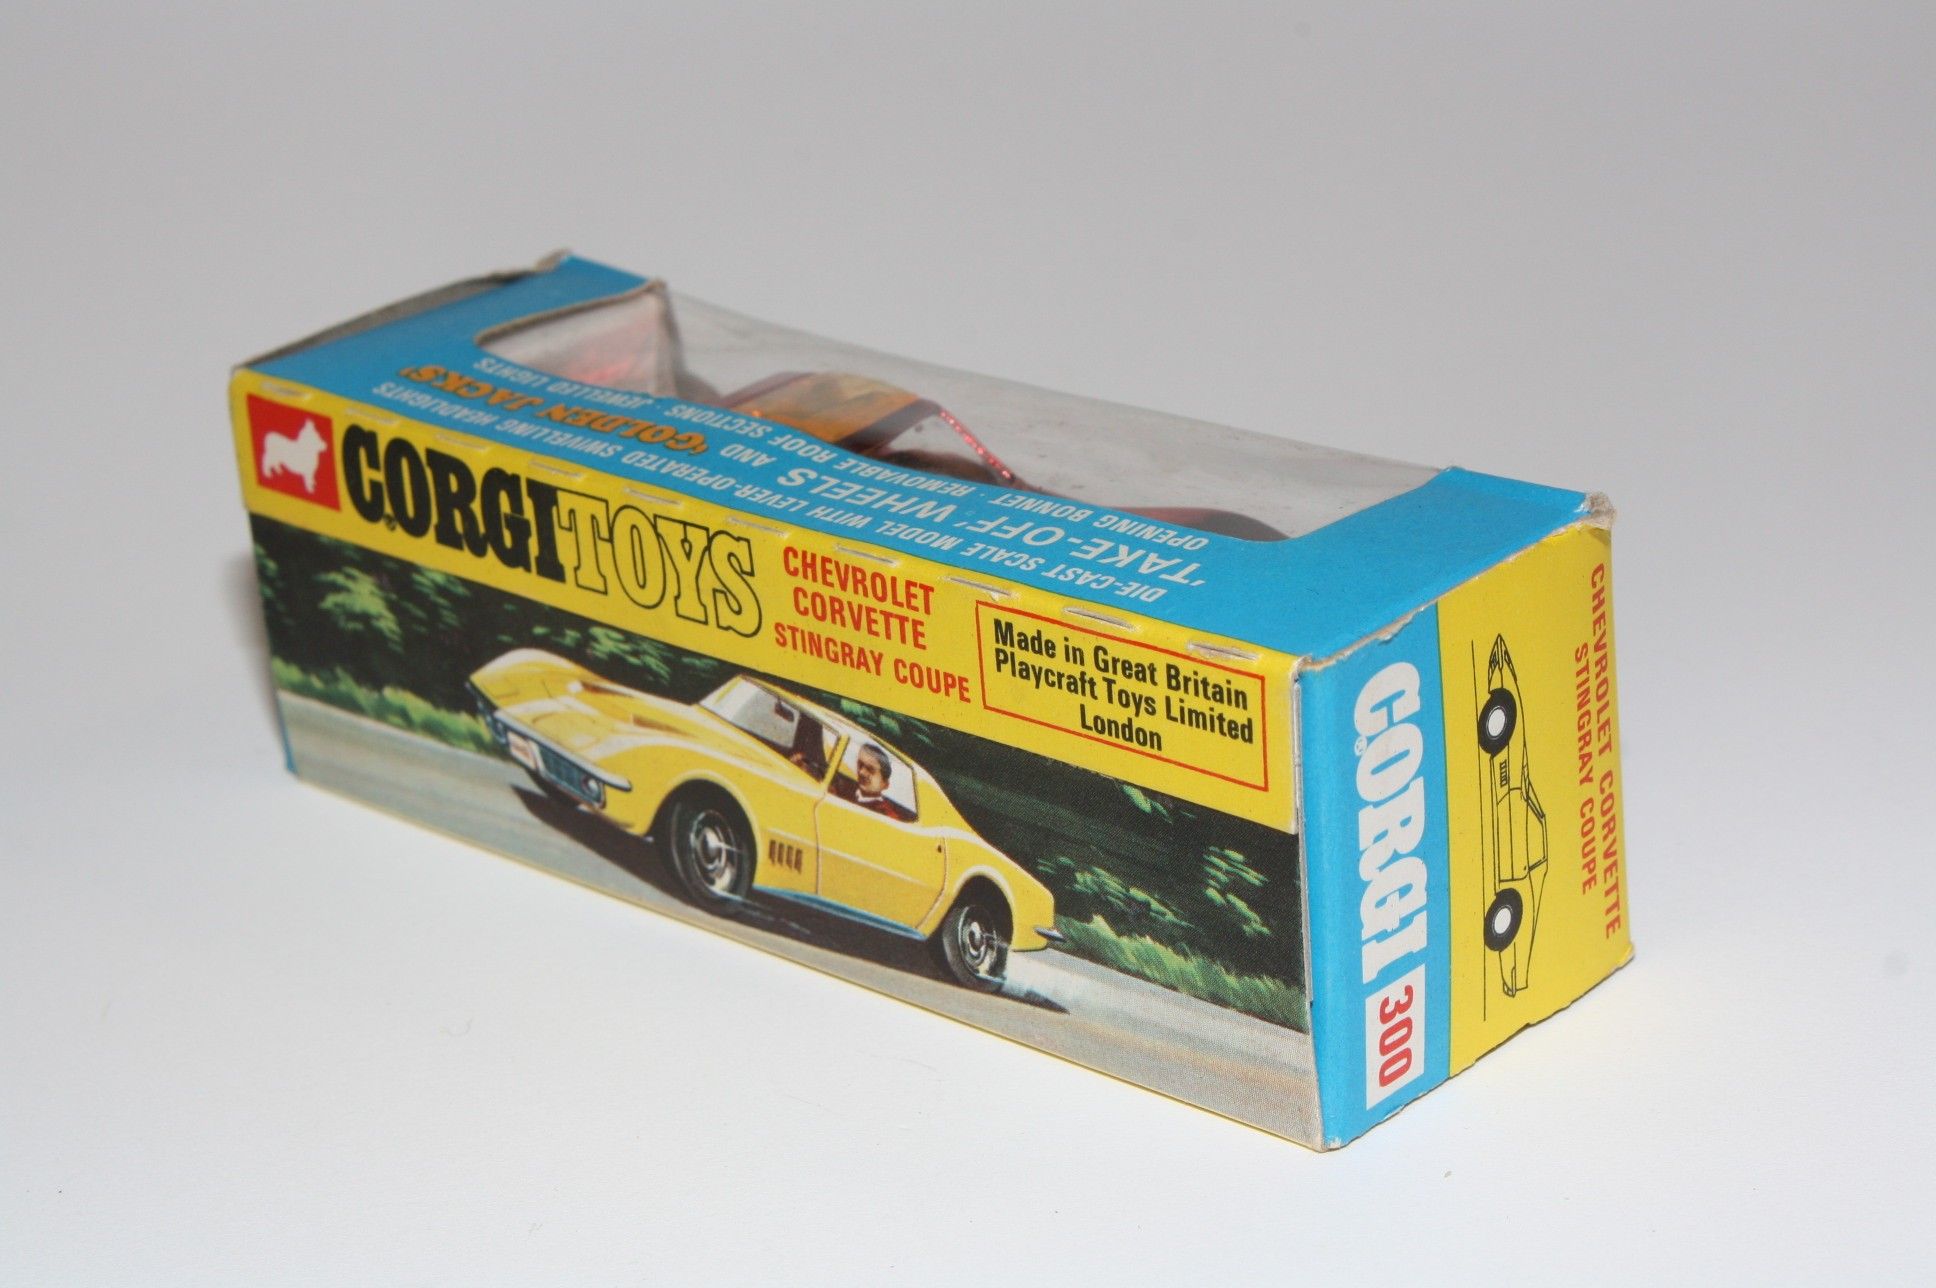 DIE-CAST SCALE MODEL WITH LEVER-OPERATED SWIVELLING HEADLIGHTS
'TAKE-OFF' WHEELS AND 'GOLDEN JACKS'
OPENING BONNET · REMOVABLE ROOF SECTIONS · JEWELLED LIGHTS
CORGI TOYS
CHEVROLET
CORVETTE
STINGRAY COUPE
Made in Great Britain
Playcraft Toys Limited
London
CORGI 300
CHEVROLET CORVETTE
STINGRAY COUPE